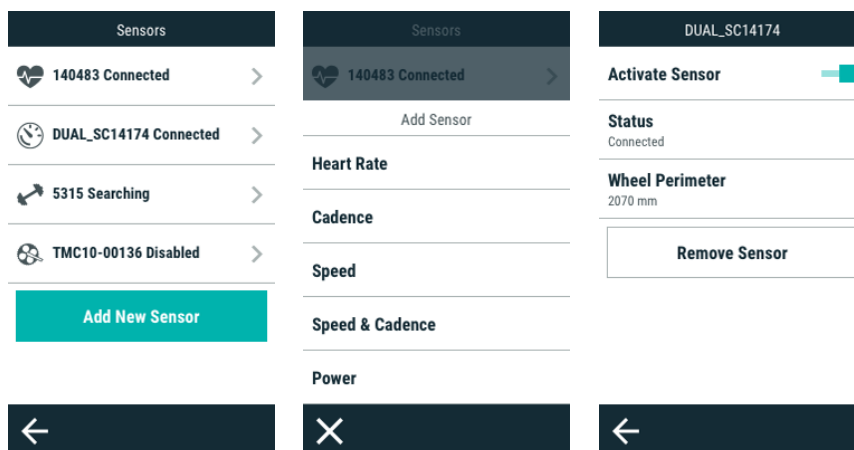 Sensors
140483 Connected
DUAL_SC14174 Connected
5315 Searching
TMC10-00136 Disabled
Add New Sensor
Sensors
140483 Connected
Add Sensor
Heart Rate
Cadence
Speed
Speed & Cadence
Power
DUAL_SC14174
Activate Sensor
Status
Connected
Wheel Perimeter
2070 mm
Remove Sensor